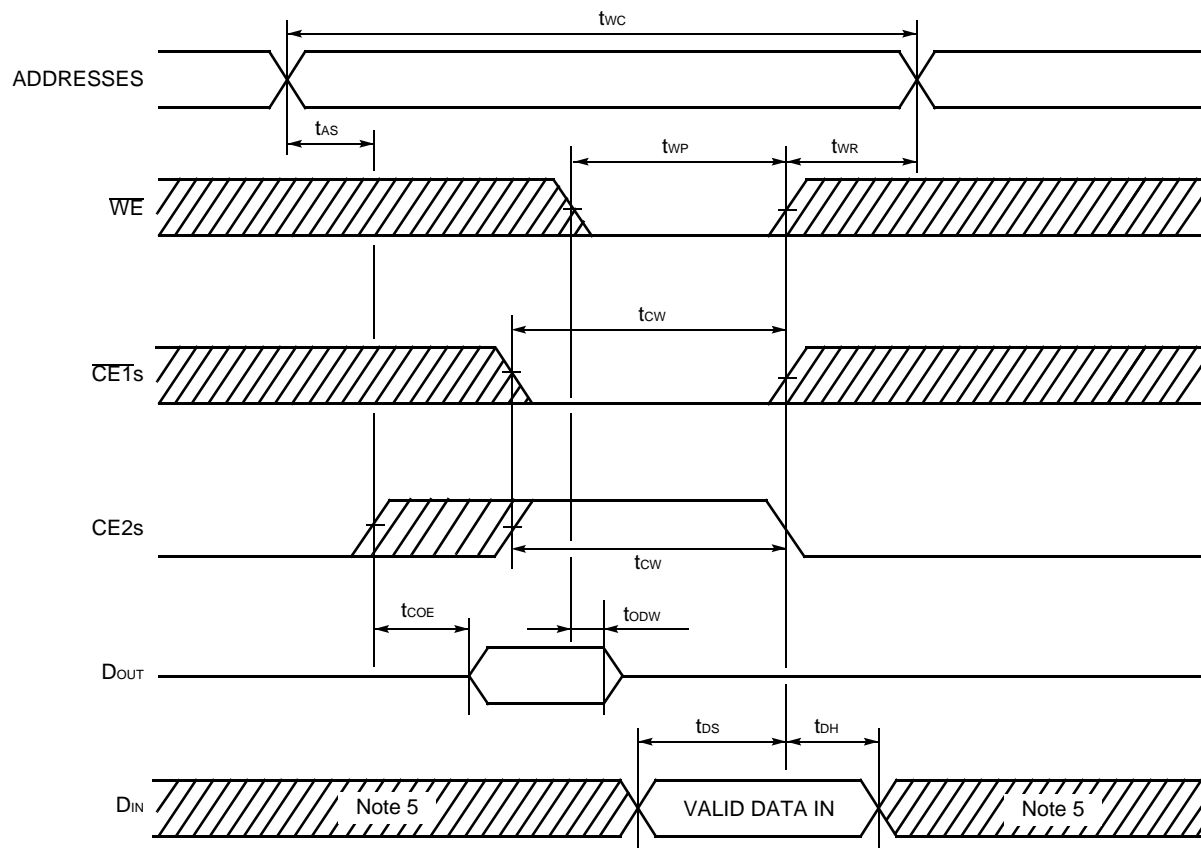 tWC
ADDRESSES
tAS
tWP
tWR
WE
tCW
CE1s
CE2s
tCW
tCOE
tODW
DOUT
tDS
tDH
DIN
Note 5
VALID DATA IN
Note 5